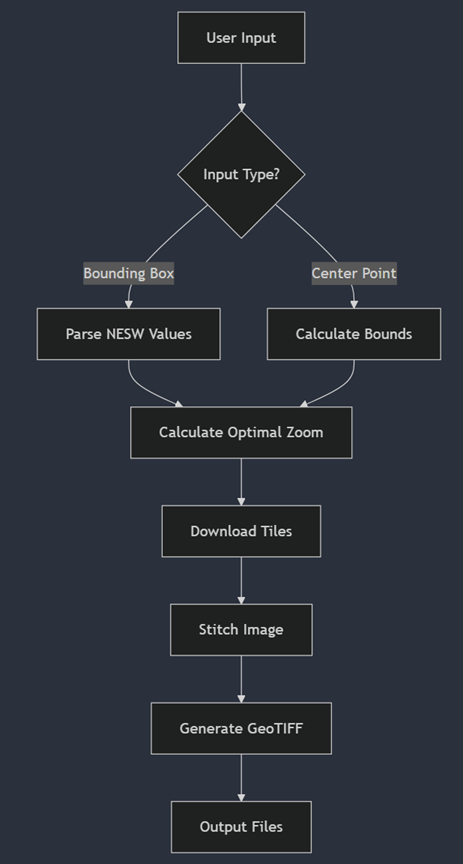 User Input
Input Type?
Bounding Box
Center Point
Parse NESW Values
Calculate Bounds
Calculate Optimal Zoom
Download Tiles
Stitch Image
Generate GeoTIFF
Output Files